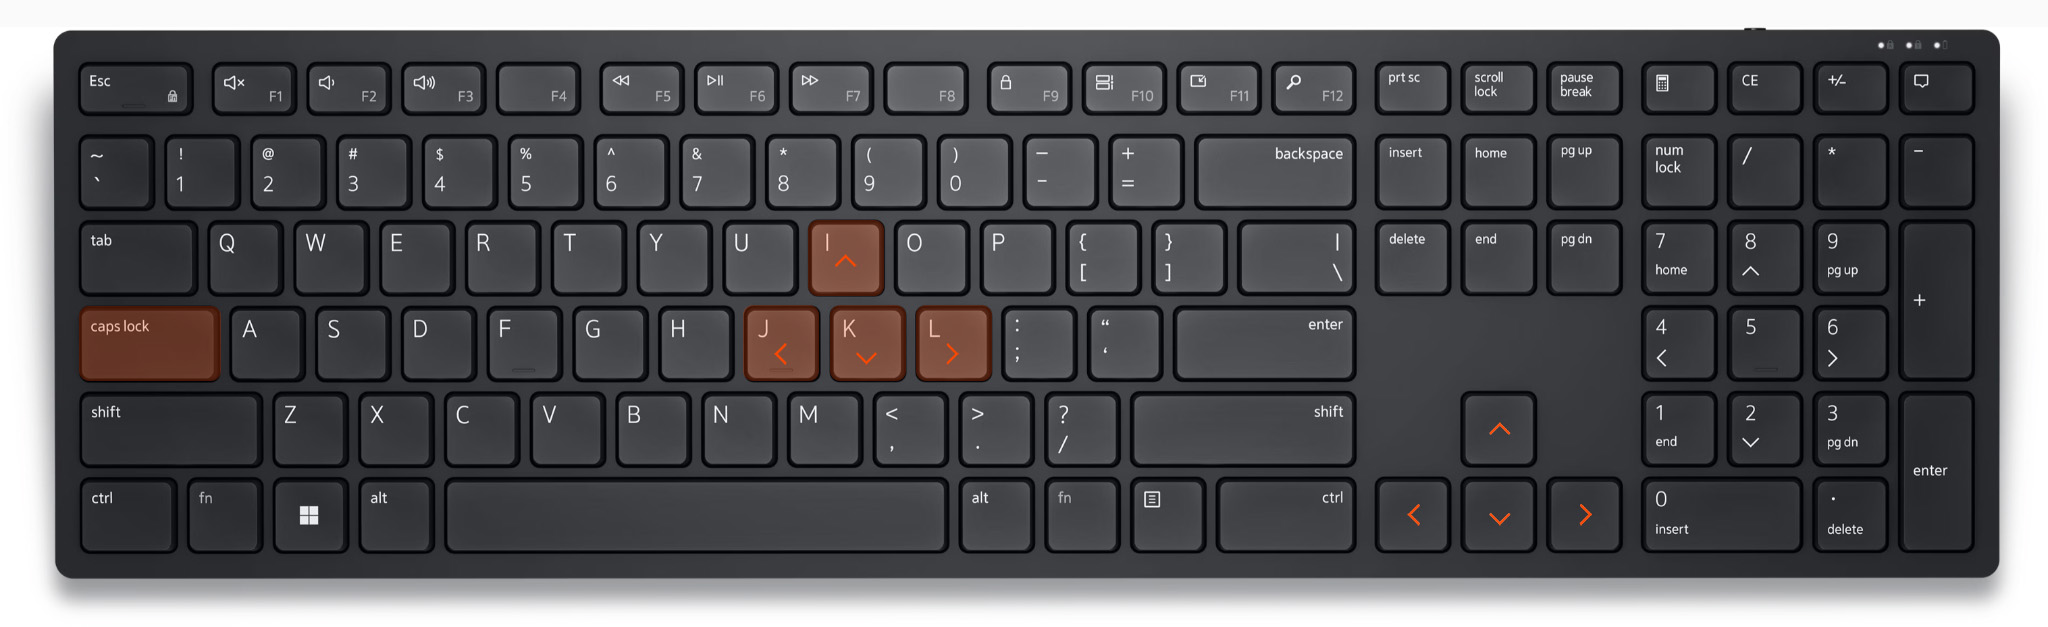 Esc F1 F2 F3 F4 F5 F6 F7 F8 F9 F10 F11 F12 prt sc scroll lock pause break CE +/-
~ ` ! 1 @ 2 # 3 $ 4 % 5 ^ 6 & 7 * 8 ( 9 ) 0 – - + = backspace insert home pg up num lock / * -
tab Q W E R T Y U I O P { [ } ] | \ delete end pg dn 7 home 8 9 pg up +
caps lock A S D F G H J K L : ; “ ‘ enter 4 5 6
shift Z X C V B N M < , > . ? / shift 1 end 2 3 pg dn enter
ctrl fn alt alt fn ctrl 0 insert . delete